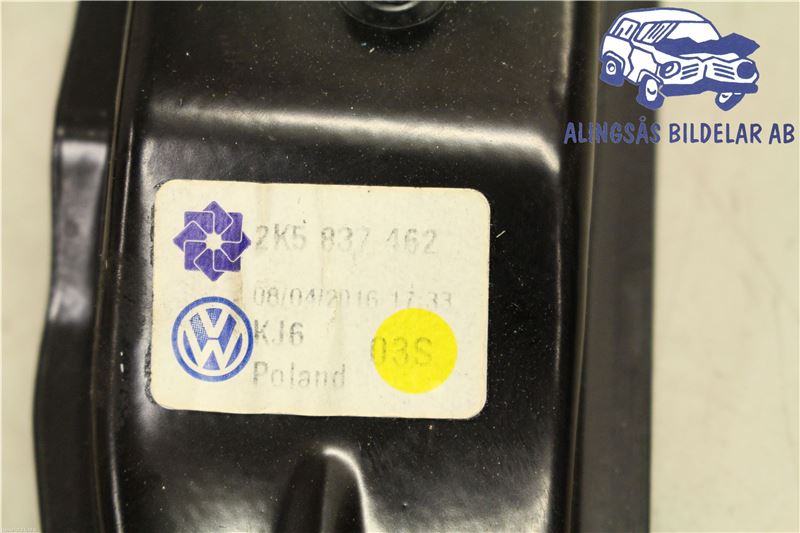 ALINGSÅS BILDELAR AB
2K5 837 462
08/04/2016 17:33
KJ6
03S
Poland